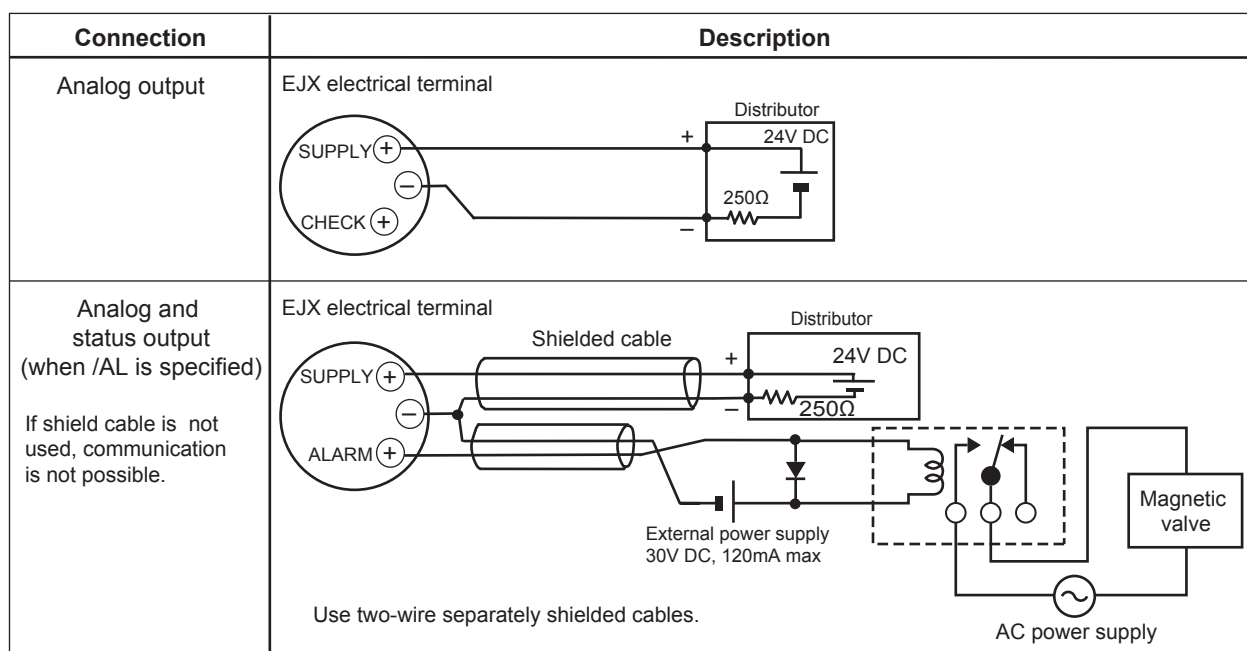 Connection
Description
Analog output
EJX electrical terminal
Distributor
SUPPLY +
+
24V DC
–
250Ω
CHECK +
–
Analog and
status output
(when /AL is specified)
If shield cable is not
used, communication
is not possible.
EJX electrical terminal
Shielded cable
Distributor
SUPPLY +
+
24V DC
–
–
250Ω
ALARM +
External power supply
30V DC, 120mA max
Magnetic
valve
Use two-wire separately shielded cables.
AC power supply